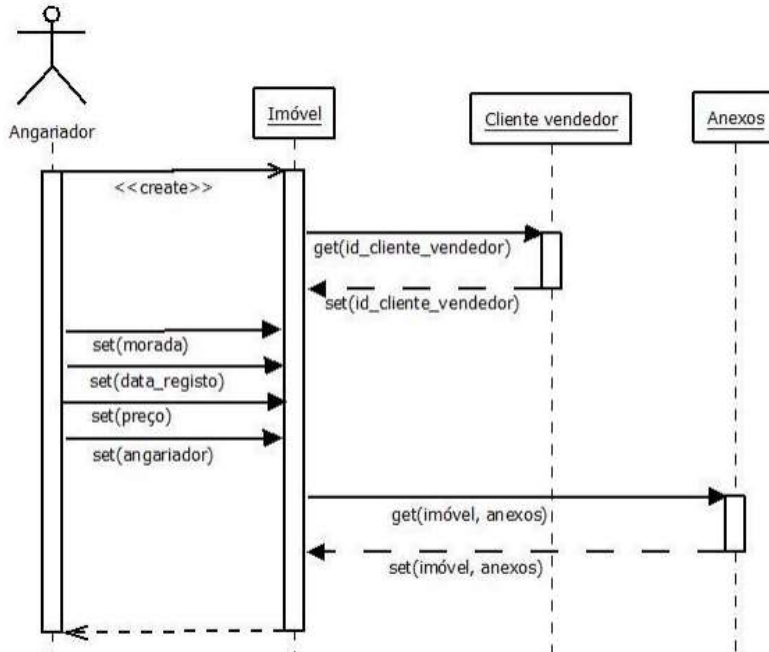 Angariador
Imóvel
Cliente vendedor
Anexos
<<create>>
get(id_cliente_vendedor)
set(id_cliente_vendedor)
set(morada)
set(data_registo)
set(preço)
set(angariador)
get(imóvel, anexos)
set(imóvel, anexos)